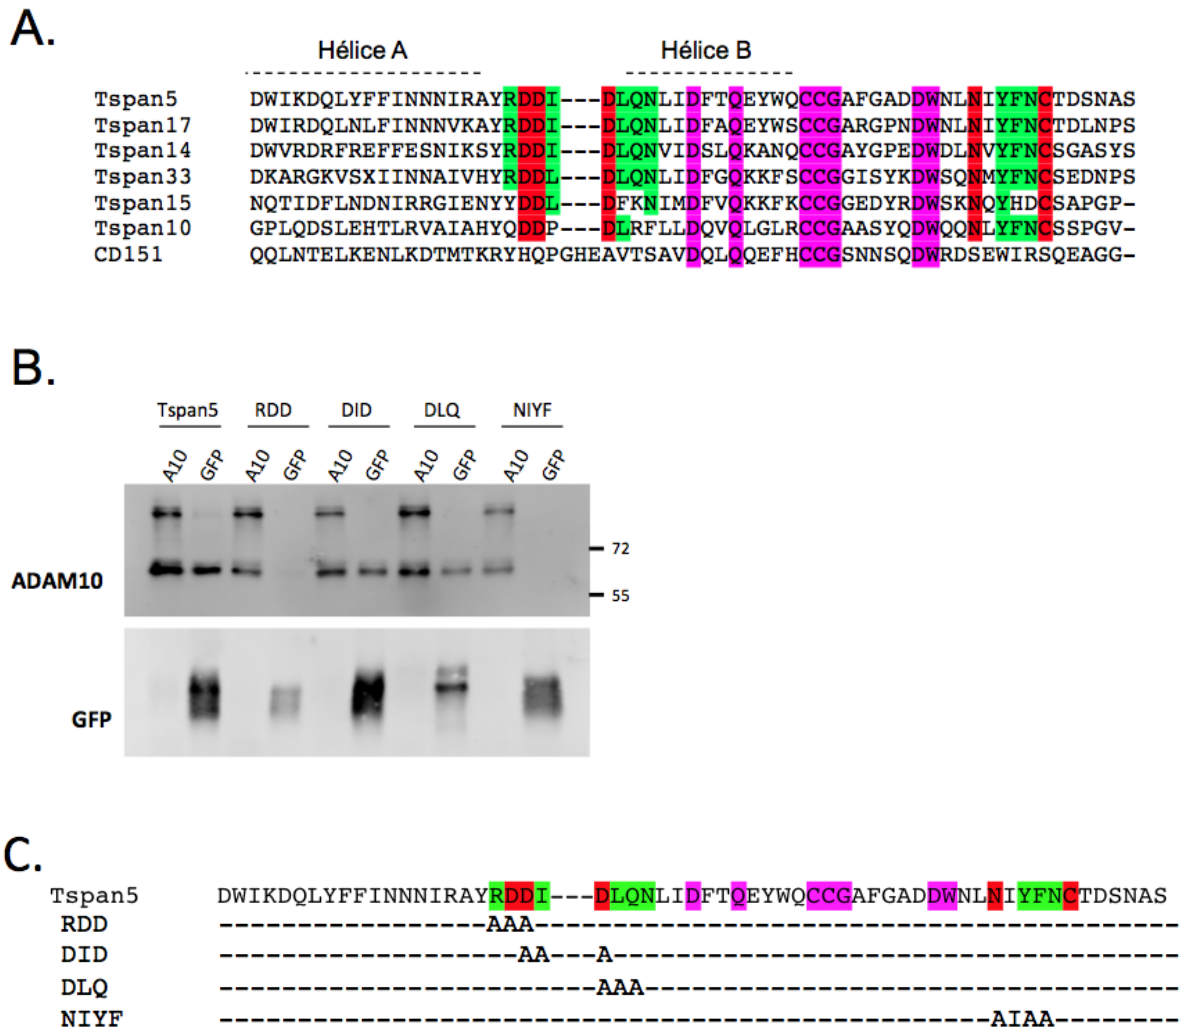 A.
Hélice A Hélice B
Tspan5 DWIKDQLYFFINNNIRAYRDDI---DLQNLIDFTQEYWQCCGAFGADDWNLNIYFNCTDSNAS
Tspan17 DWIRDQLNLFINNNVKAYRDDI---DLQNLIDFAQEYWSCCGARGPNDWNLNIYFNCTDLNPS
Tspan14 DWVRDRFREFFESNIKSYRDDI---DLQNVIDSLQKANQCCGAYGPEDWDLNVYFNCSGASYS
Tspan33 DKARGKVSXIINNAIVHYRDDL---DLQNLIDFGQKKFSCCGGISYKDWSQNMYFNCSEDNPS
Tspan15 NQTIDFLNDNIRRGIENYYDDL---DFKNIMDFVQKKFKCCGGEDYRDWSKNQYHDCSAPGP-
Tspan10 GPLQDSLEHTLRVAIAHYQDDP---DLRFLLDQVQLGLRCCGAASYQDWQQNLYFNCSSPGV-
CD151 QQLNTELKENLKDTMTKRYHQPGHEAVTSAVDQLQQEFHCCGSNNSQDWRDSEWIRSQEAGG-
B.
Tspan5 RDD DID DLQ NIYF
A10 GFP A10 GFP A10 GFP A10 GFP A10 GFP
72
ADAM10
55
GFP
C.
Tspan5 DWIKDQLYFFINNNIRAYRDDI---DLQNLIDFTQEYWQCCGAFGADDWNLNIYFNCTDSNAS
RDD ------------------AAA------------------------------------------
DID --------------------AA---A--------------------------------------
DLQ -------------------------AAA-----------------------------------
NIYF ---------------------------------------------------AIAA--------